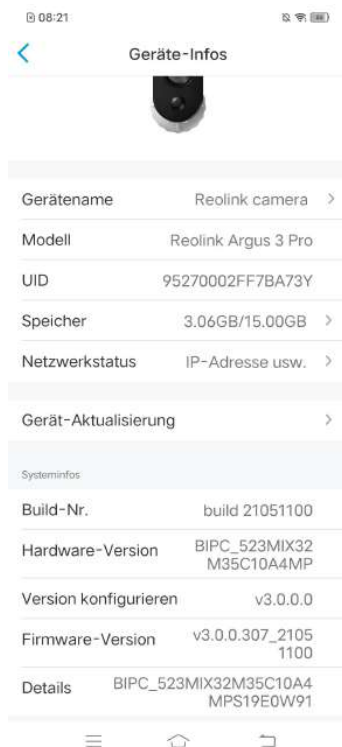 08:21
Geräte-Infos
Gerätename Reolink camera
Modell Reolink Argus 3 Pro
UID 95270002FF7BA73Y
Speicher 3.06GB/15.00GB
Netzwerkstatus IP-Adresse usw.
Gerät-Aktualisierung
Systeminfos
Build-Nr. build 21051100
Hardware-Version BIPC_523MIX32
M35C10A4MP
Version konfigurieren v3.0.0.0
Firmware-Version v3.0.0.307_2105
1100
Details BIPC_523MIX32M35C10A4
MPS19E0W91